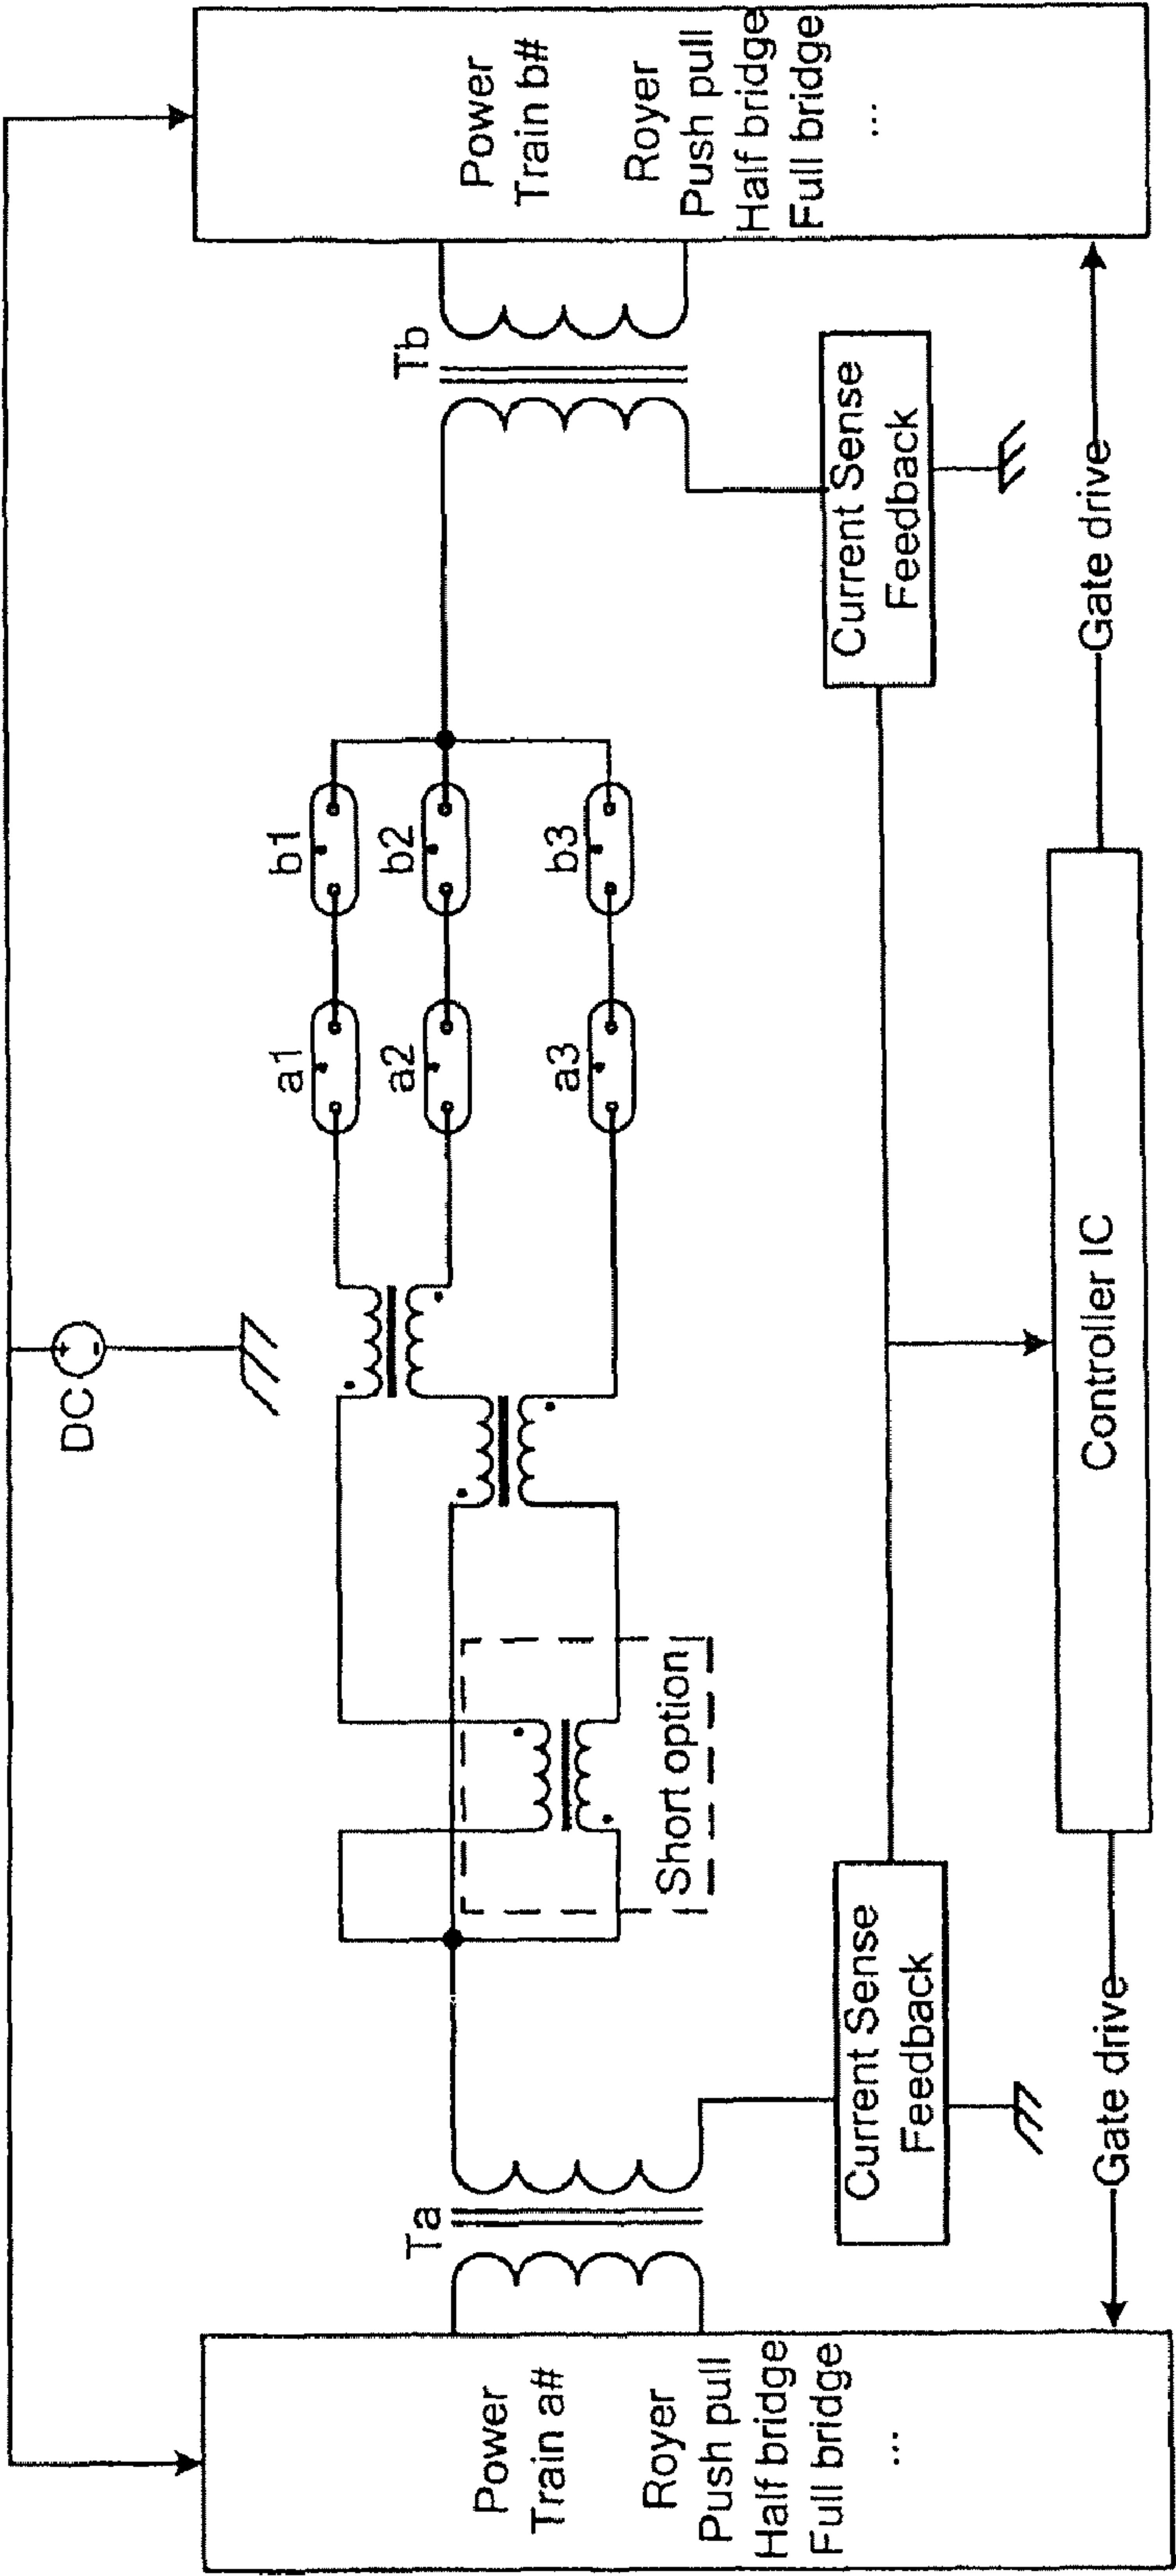 DC
+
-
Power
Train a#
Royer
Push pull
Half bridge
Full bridge
...
Ta
Short option
a1
b1
a2
b2
a3
b3
Tb
Power
Train b#
Royer
Push pull
Half bridge
Full bridge
...
Current Sense
Feedback
Current Sense
Feedback
Gate drive
Controller IC
Gate drive